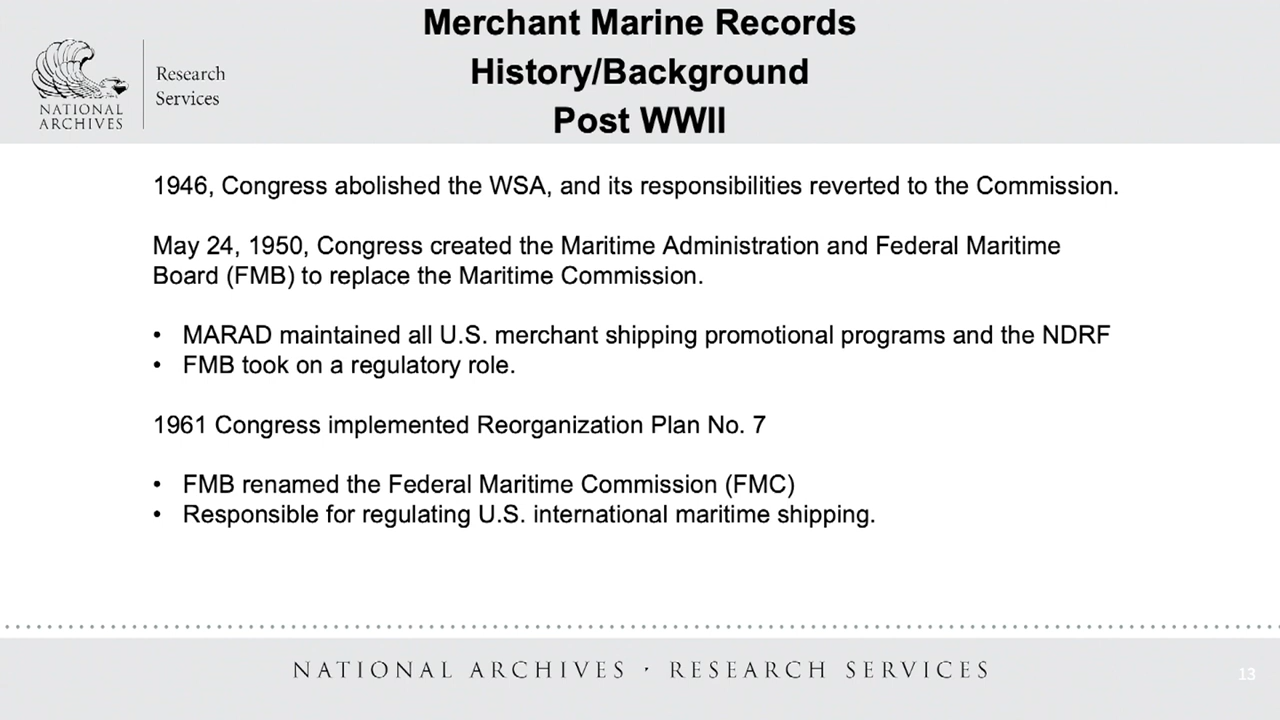 Merchant Marine Records
History/Background
Post WWII
NATIONAL
ARCHIVES
Research
Services
1946, Congress abolished the WSA, and its responsibilities reverted to the Commission.
May 24, 1950, Congress created the Maritime Administration and Federal Maritime
Board (FMB) to replace the Maritime Commission.
• MARAD maintained all U.S. merchant shipping promotional programs and the NDRF
• FMB took on a regulatory role.
1961 Congress implemented Reorganization Plan No. 7
• FMB renamed the Federal Maritime Commission (FMC)
• Responsible for regulating U.S. international maritime shipping.
NATIONAL ARCHIVES · RESEARCH SERVICES
13